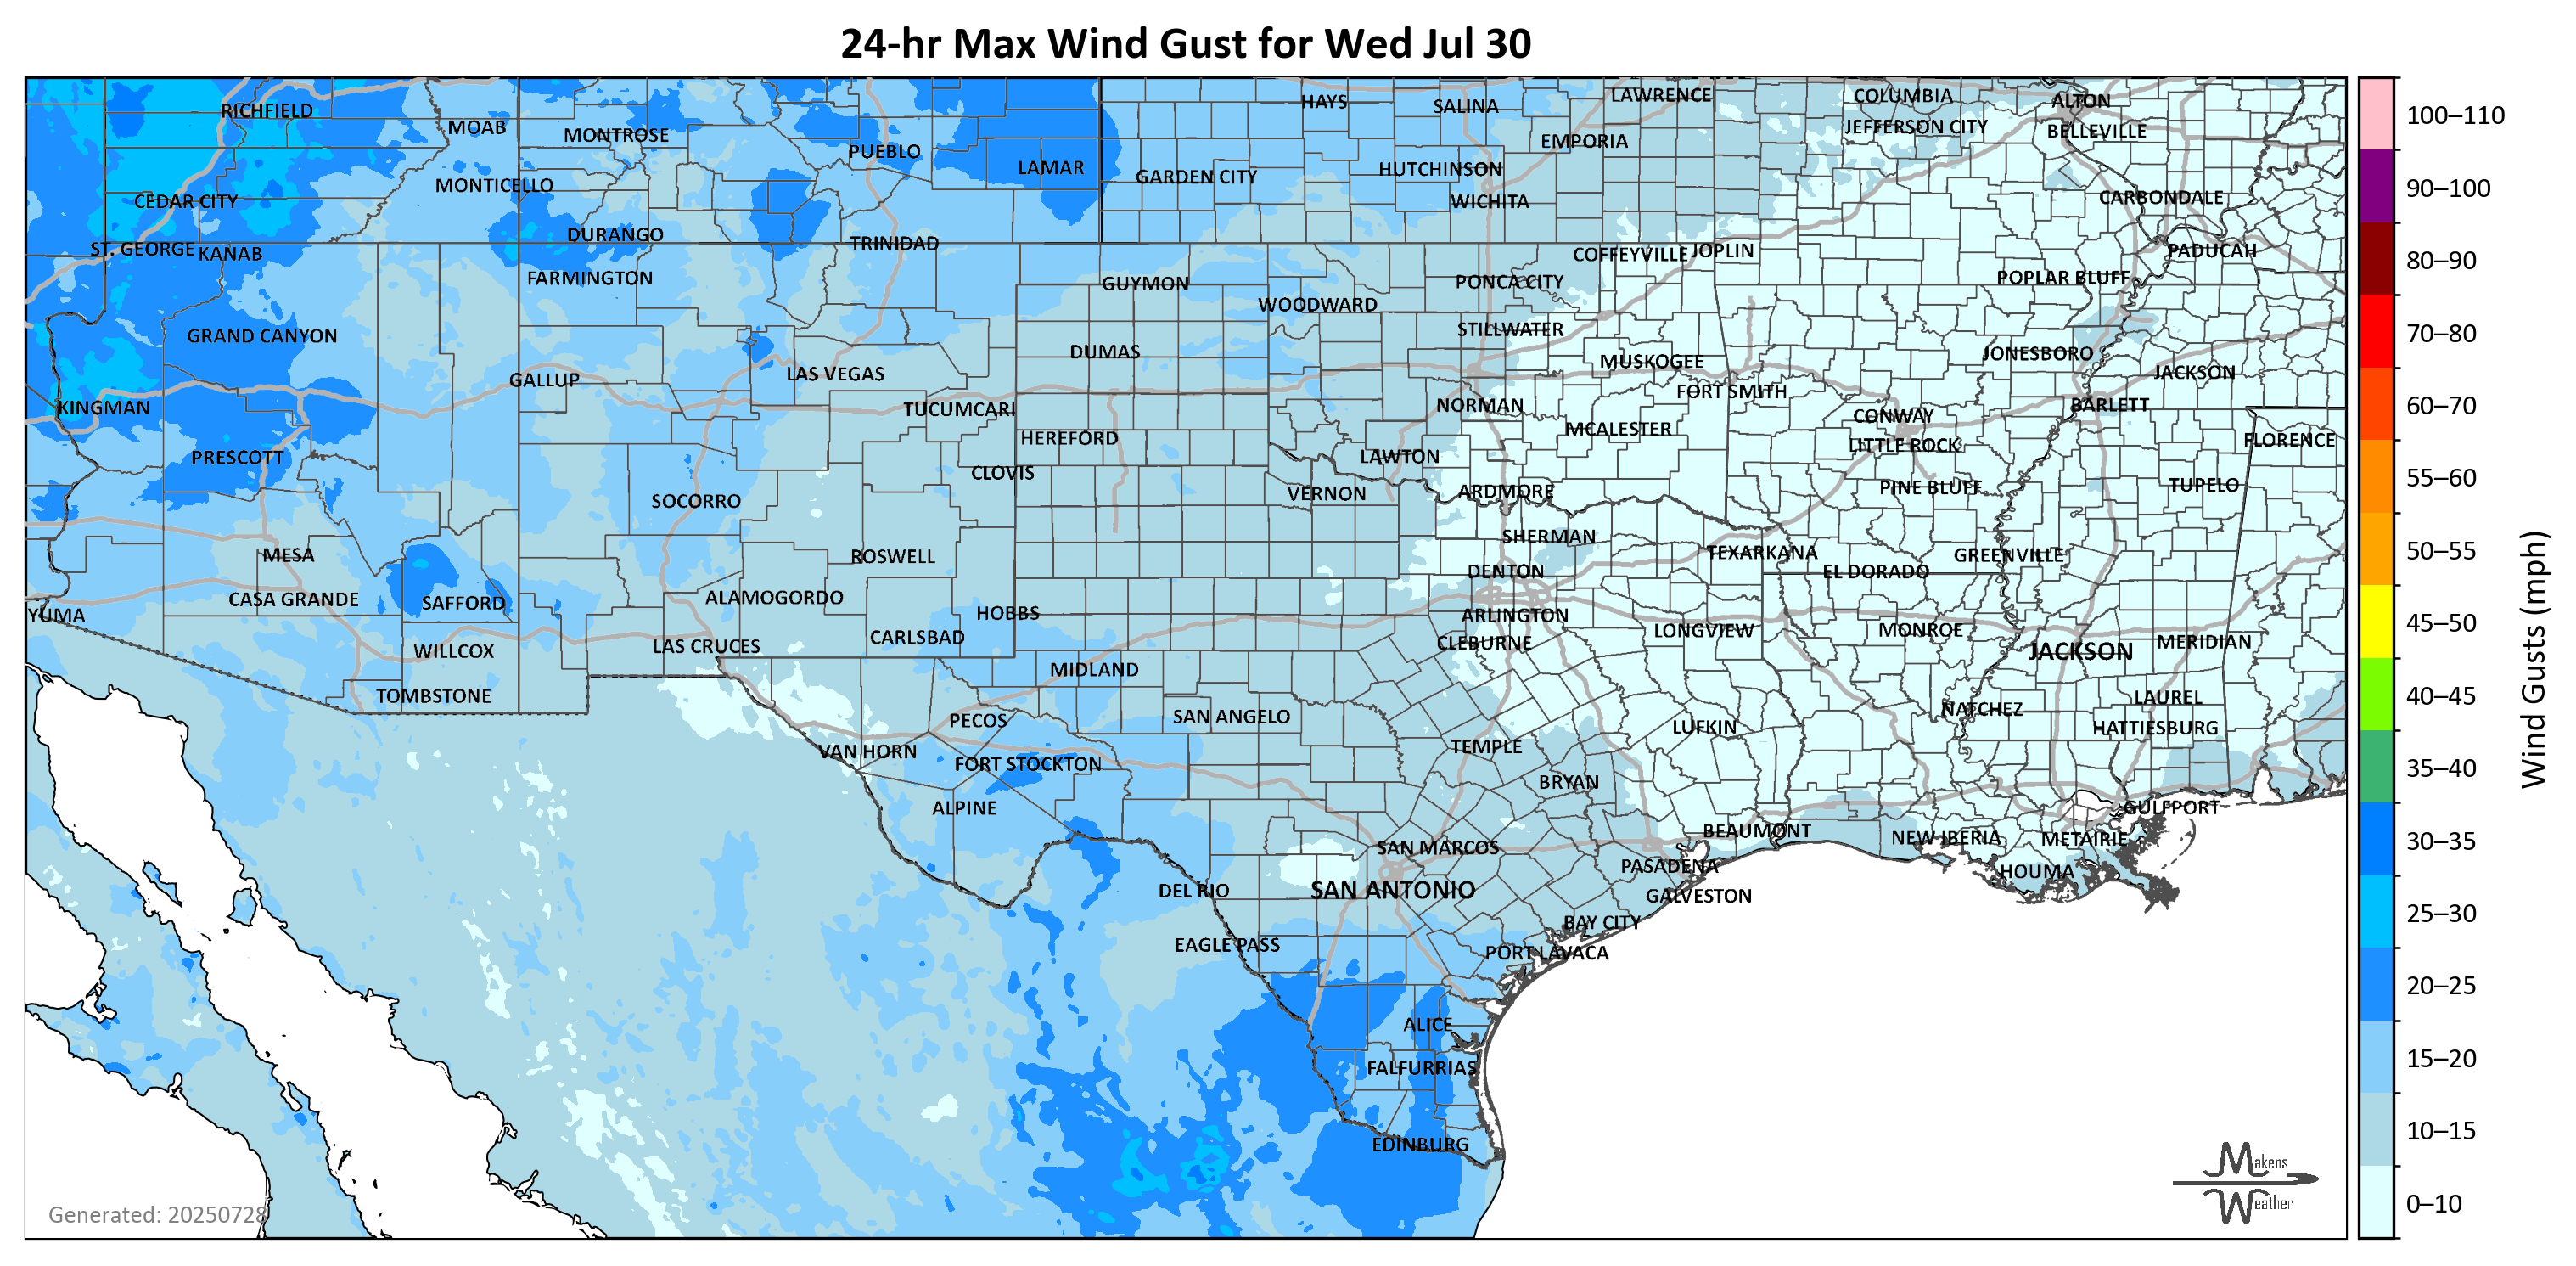 24-hr Max Wind Gust for Wed Jul 30
RICHFIELD
MOAB
MONTROSE
PUEBLO
LAMAR
HAYS
SALINA
LAWRENCE
COLUMBIA
ALTON
JEFFERSON CITY
BELLEVILLE
EMPORIA
HUTCHINSON
GARDEN CITY
WICHITA
MONTICELLO
CEDAR CITY
CARBONDALE
ST. GEORGE
KANAB
DURANGO
TRINIDAD
COFFEYVILLE
JOPLIN
PADUCAH
FARMINGTON
GUYMON
PONCA CITY
POPLAR BLUFF
WOODWARD
STILLWATER
GRAND CANYON
DUMAS
MUSKOGEE
JONESBORO
LAS VEGAS
JACKSON
GALLUP
FORT SMITH
KINGMAN
TUCUMCARI
NORMAN
CONWAY
BARLETT
HEREFORD
MCALESTER
LITTLE ROCK
FLORENCE
PRESCOTT
CLOVIS
LAWTON
SOCORRO
VERNON
ARDMORE
PINE BLUFF
TUPELO
MESA
ROSWELL
SHERMAN
TEXARKANA
GREENVILLE
DENTON
EL DORADO
CASA GRANDE
SAFFORD
ALAMOGORDO
HOBBS
ARLINGTON
YUMA
CARLSBAD
CLEBURNE
LONGVIEW
MONROE
MERIDIAN
WILLCOX
LAS CRUCES
MIDLAND
JACKSON
TOMBSTONE
PECOS
SAN ANGELO
LAUREL
NATCHEZ
LUFKIN
HATTIESBURG
VAN HORN
FORT STOCKTON
TEMPLE
BRYAN
ALPINE
GULFPORT
BEAUMONT
NEW IBERIA
METAIRIE
SAN MARCOS
PASADENA
HOUMA
DEL RIO
SAN ANTONIO
GALVESTON
BAY CITY
EAGLE PASS
PORT LAVACA
ALICE
FALFURRIAS
EDINBURG
Generated: 20250728
Makens
Weather
100–110
90–100
80–90
70–80
60–70
55–60
50–55
45–50
40–45
35–40
30–35
25–30
20–25
15–20
10–15
0–10
Wind Gusts (mph)